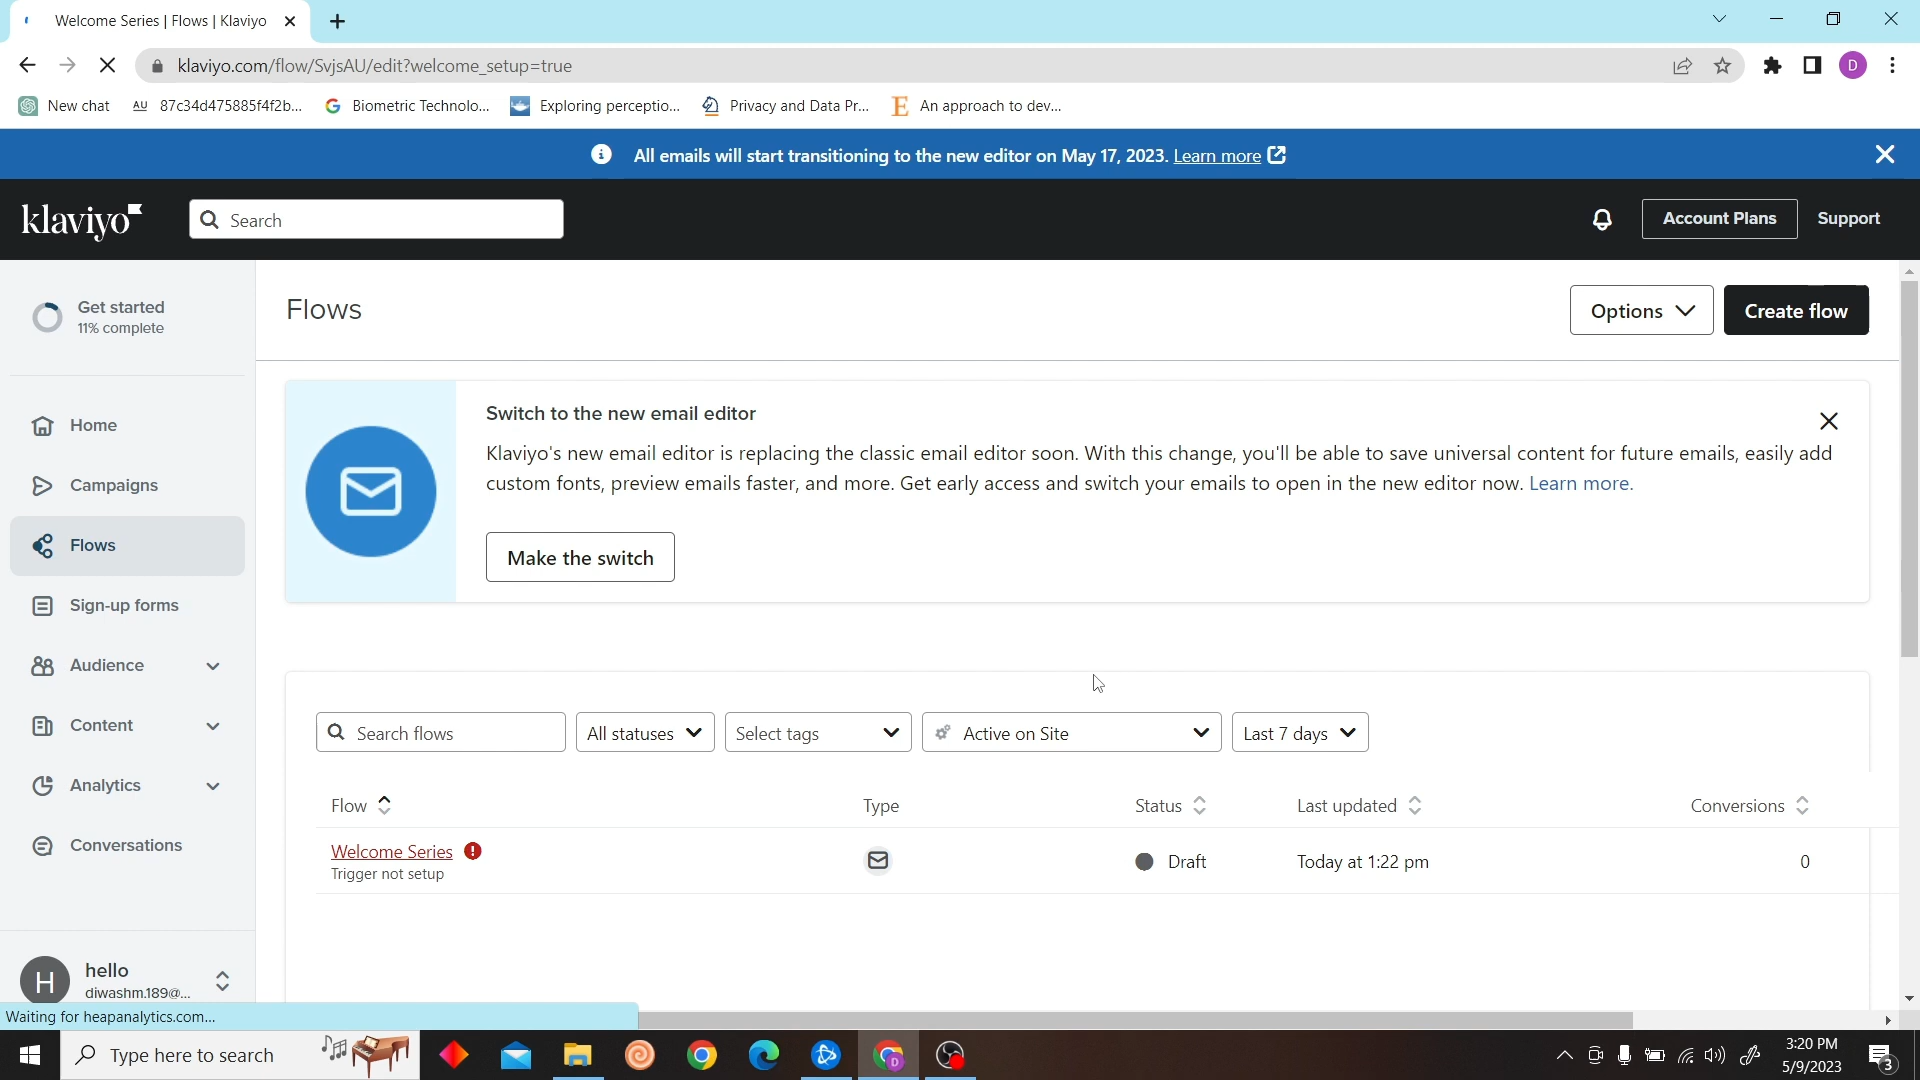 Welcome Series | Flows | Klaviyo
klaviyo.com/flow/SvjsAU/edit?welcome_setup=true
D
New chat
AU 87c34d475885f4f2b...
Biometric Technolo...
Exploring perceptio...
Privacy and Data Pr...
E An approach to dev...
All emails will start transitioning to the new editor on May 17, 2023. Learn more
klaviyo
Search
Account Plans
Support
Get started
11% complete
Home
Campaigns
Flows
Sign-up forms
Audience
Content
Analytics
Conversations
H
hello
diwashm.189@...
Flows
Options
Create flow
Switch to the new email editor
Klaviyo's new email editor is replacing the classic email editor soon. With this change, you'll be able to save universal content for future emails, easily add
custom fonts, preview emails faster, and more. Get early access and switch your emails to open in the new editor now. Learn more.
Make the switch
Search flows
All statuses
Select tags
Active on Site
Last 7 days
Flow
Type
Status
Last updated
Conversions
Welcome Series
Trigger not setup
Draft
Today at 1:22 pm
0
Waiting for heapanalytics.com...
Type here to search
D
3:20 PM
5/9/2023
3